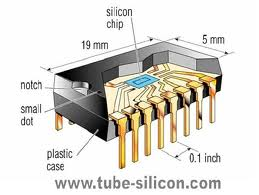 silicon
chip
19 mm
5 mm
notch
small
dot
plastic
case
0.1 inch
www.tube-silicon.com